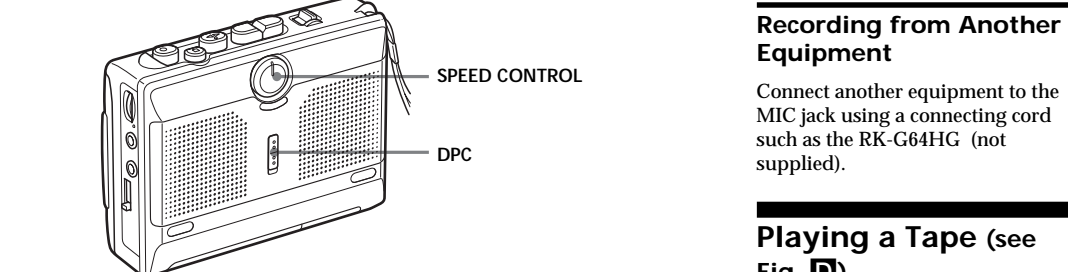 SPEED CONTROL
DPC
Recording from Another
Equipment
Connect another equipment to the
MIC jack using a connecting cord
such as the RK-G64HG (not
supplied).
Playing a Tape (see
Fig. D)